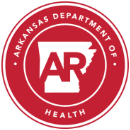 • ARKANSAS DEPARTMENT OF •
AR
HEALTH